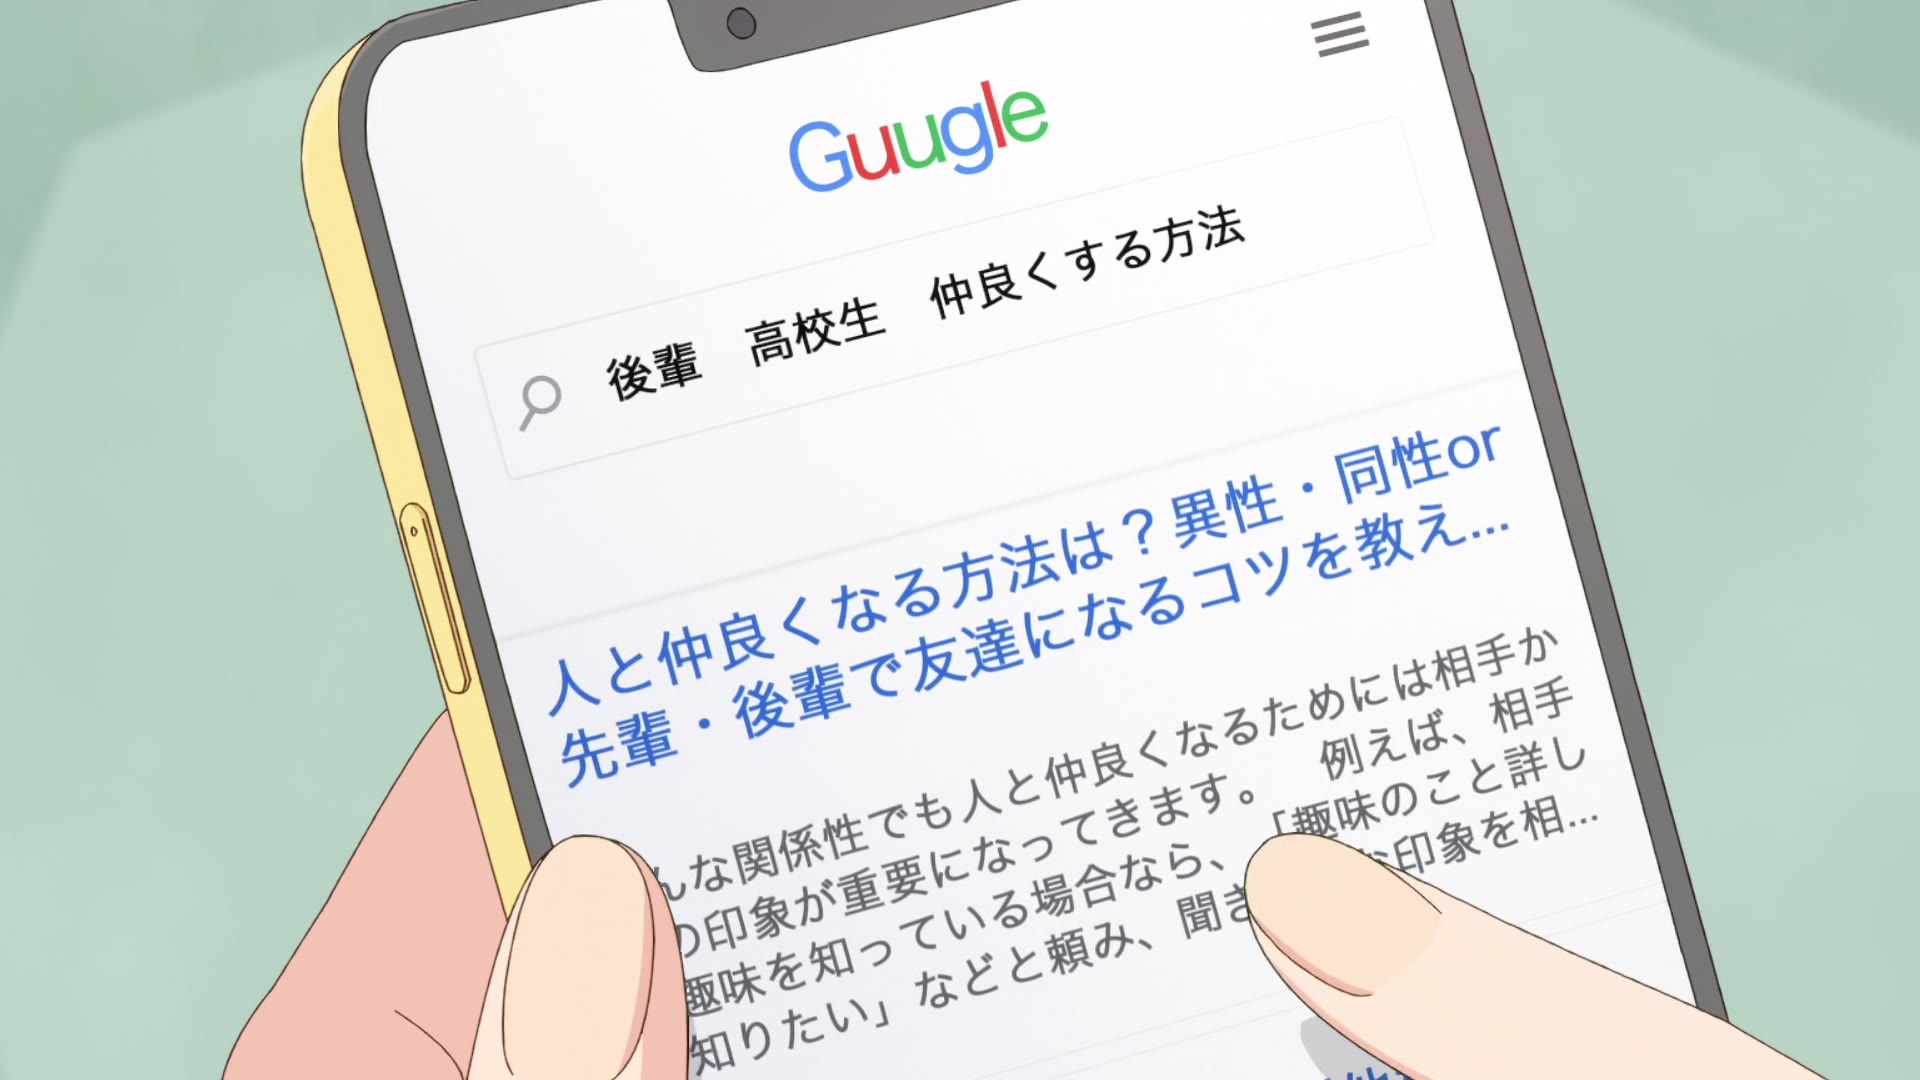 Guugle
後輩　高校生　仲良くする方法
人と仲良くなる方法は？異性・同性or
先輩・後輩で友達になるコツを教え...
んな関係性でも人と仲良くなるためには相手か
の印象が重要になってきます。　例えば、相手
趣味を知っている場合なら、「趣味のこと詳し
知りたい」などと頼み、聞き な印象を相...